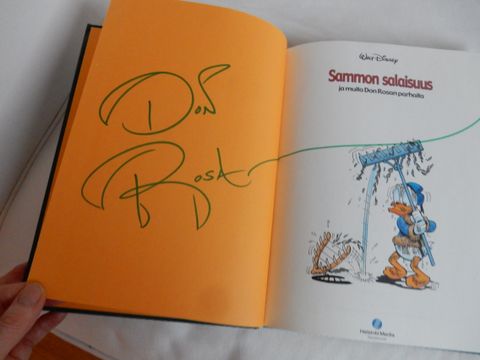 Don
Rosa
Walt Disney
Sammon salaisuus
ja muita Don Rosan parhaita
Helsinki Media